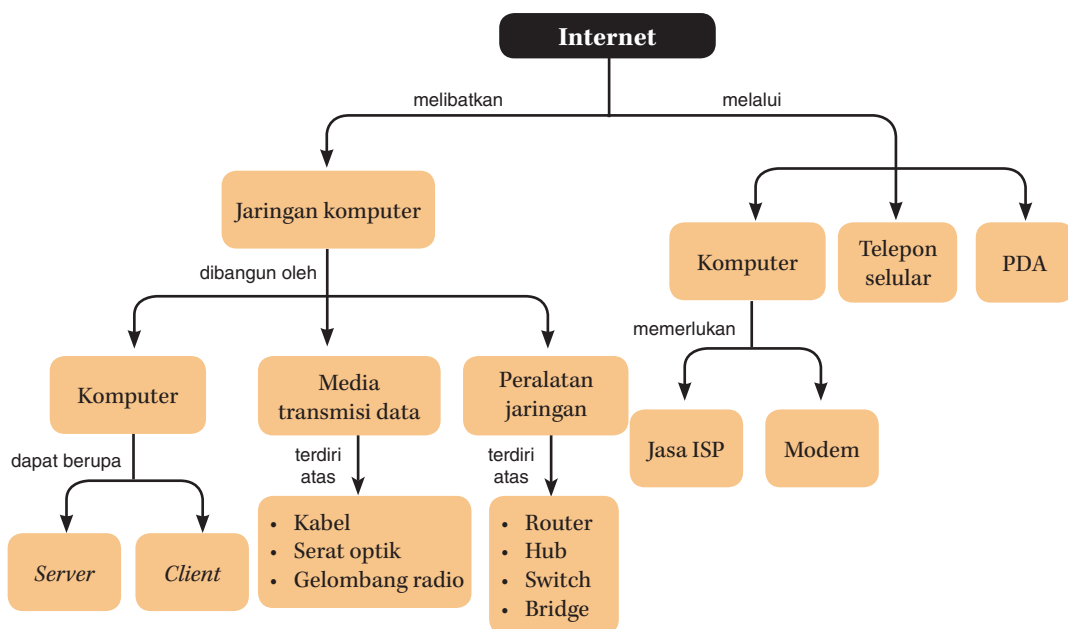 Internet
melibatkan
melalui
Jaringan komputer
Komputer
Telepon
selular
PDA
dibangun oleh
memerlukan
Komputer
Media
transmisi data
Peralatan
jaringan
Jasa ISP
Modem
dapat berupa
terdiri
atas
terdiri
atas
Server
Client
• Kabel
• Serat optik
• Gelombang radio
• Router
• Hub
• Switch
• Bridge